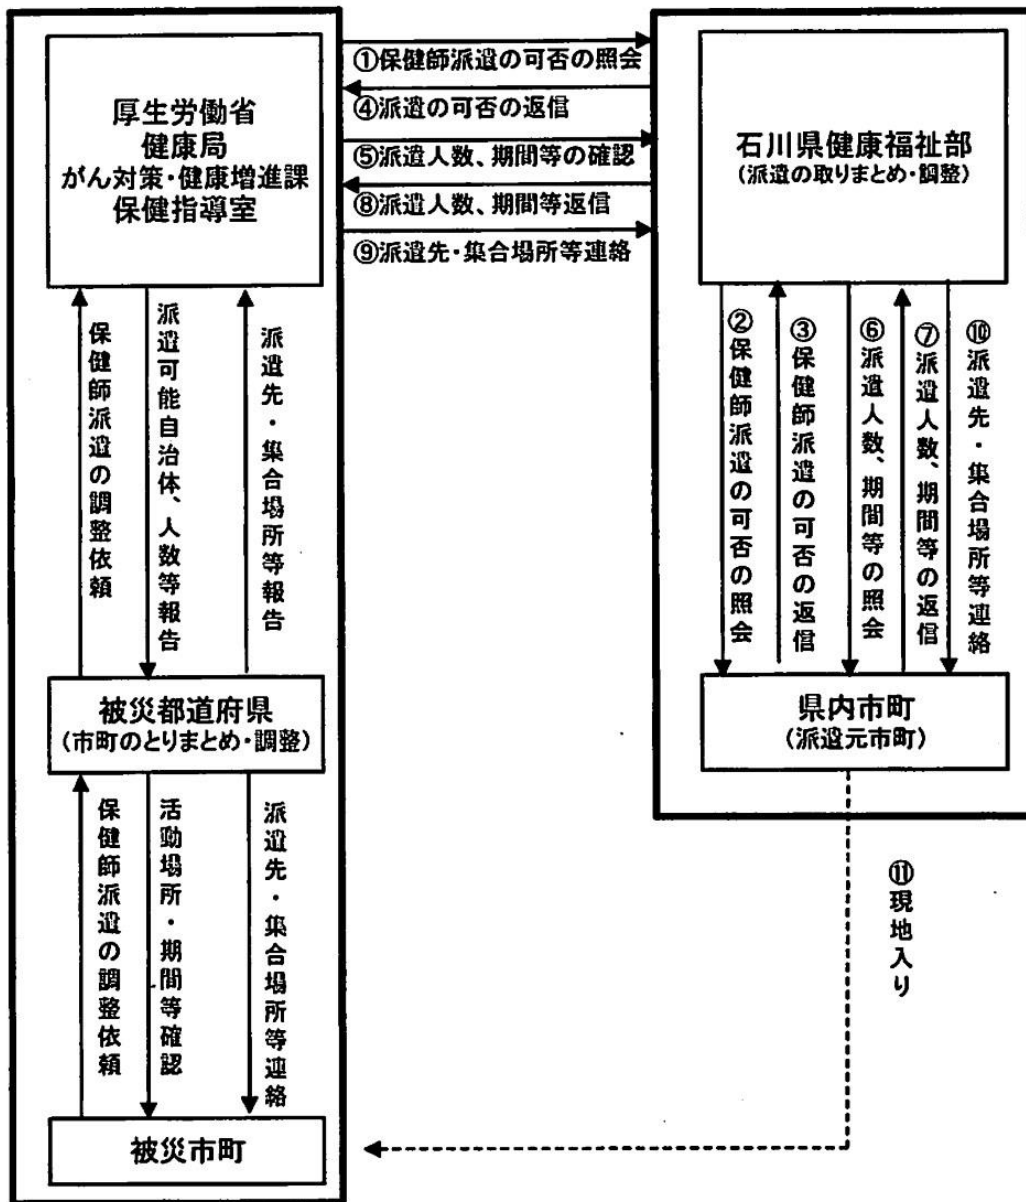 厚生労働省
健康局
がん対策・健康増進課
保健指導室
①保健師派遣の可否の照会
④派遣の可否の返信
⑤派遣人数、期間等の確認
⑧派遣人数、期間等返信
⑨派遣先・集合場所等連絡
石川県健康福祉部
(派遣の取りまとめ・調整)
保健師派遣の調整依頼
派遣可能自治体、人数等報告
派遣先・集合場所等報告
②保健師派遣の可否の照会
③保健師派遣の可否の返信
⑥派遣人数、期間等の照会
⑦派遣人数、期間等の返信
⑩派遣先・集合場所等連絡
被災都道府県
(市町のとりまとめ・調整)
県内市町
(派遣元市町)
保健師派遣の調整依頼
活動場所・期間等確認
派遣先・集合場所等連絡
⑪現地入り
被災市町